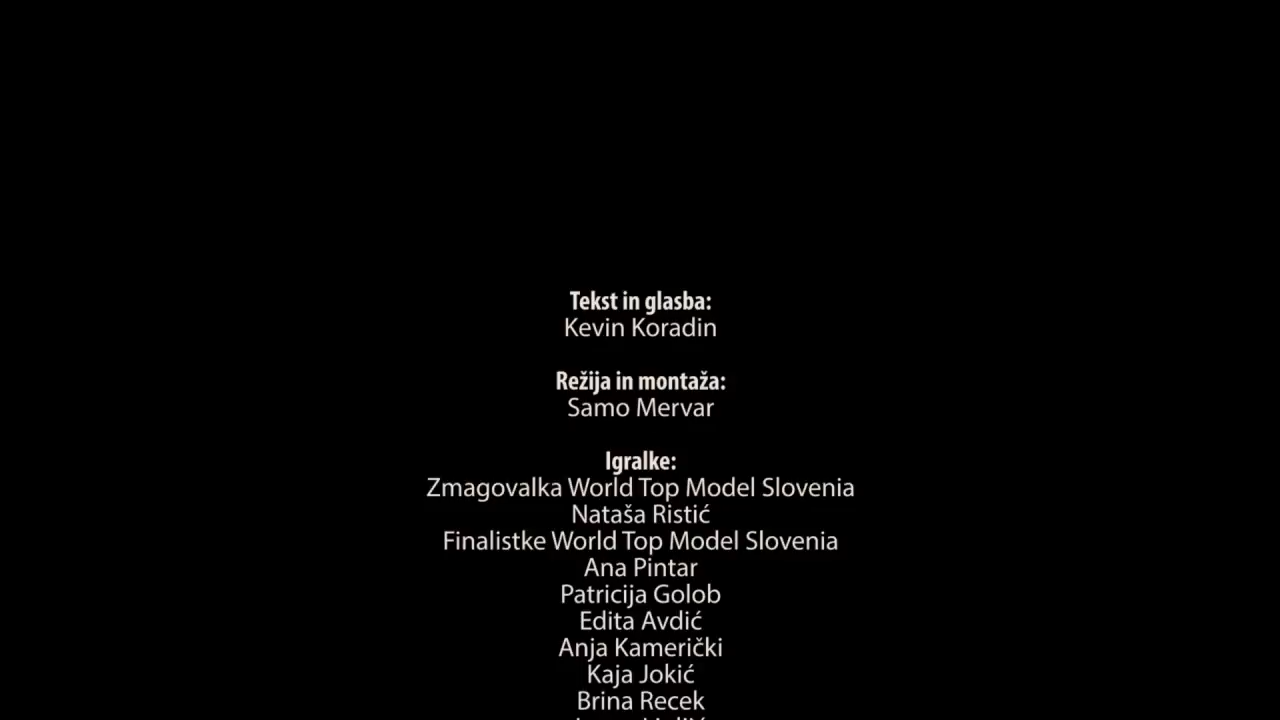 Tekst in glasba:
Kevin Koradin
Režija in montaža:
Samo Mervar
Igralke:
Zmagovalka World Top Model Slovenia
Nataša Ristić
Finalistke World Top Model Slovenia
Ana Pintar
Patricija Golob
Edita Avdić
Anja Kamerički
Kaja Jokić
Brina Recek